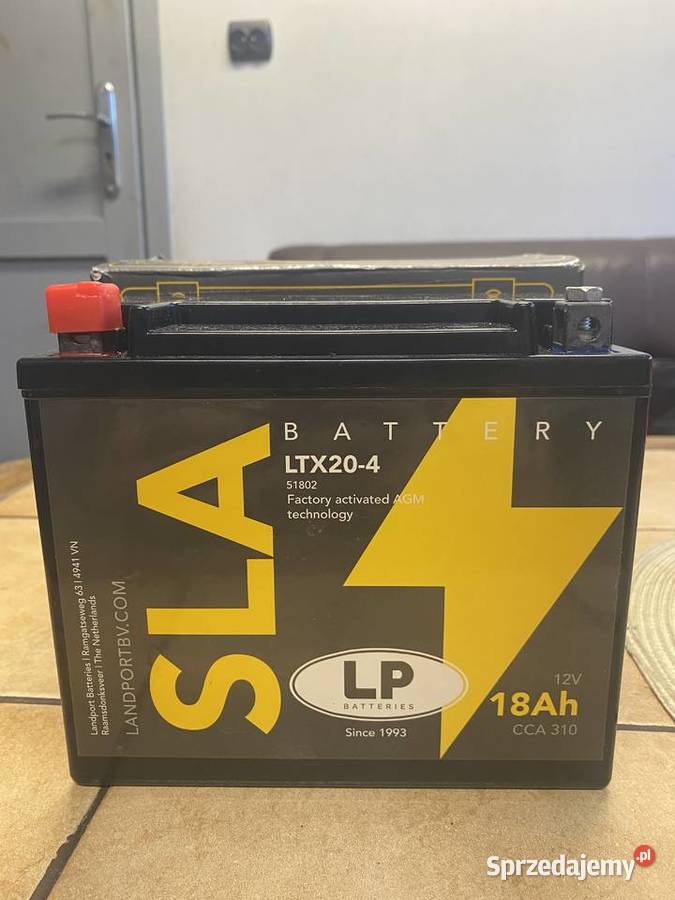 BATTERY
LTX20-4
51802
Factory activated AGM
technology
SLA
Landport Batteries | Ramgatseweg 63 | 4941 VN
Raamsdonksveer | The Netherlands
LANDPORTBV.COM
LP
BATTERIES
Since 1993
12V
18Ah
CCA 310
Sprzedajemy.pl